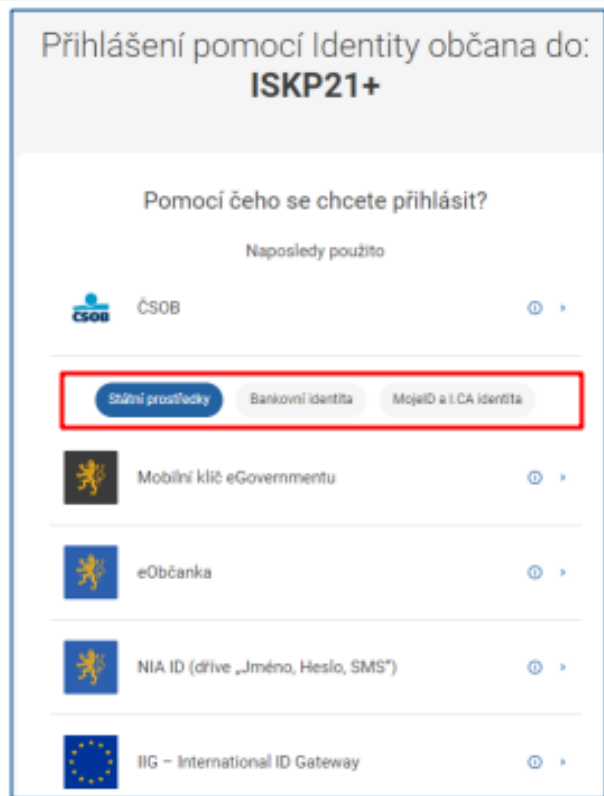 Přihlášení pomocí Identity občana do:
ISKP21+
Pomocí čeho se chcete přihlásit?
Naposledy použito
ČSOB ČSOB
Státní prostředky Bankovní identita MojeID a I.CA identita
Mobilní klíč eGovernmentu
eObčanka
NIA ID (dříve „Jméno, Heslo, SMS“)
IIG – International ID Gateway